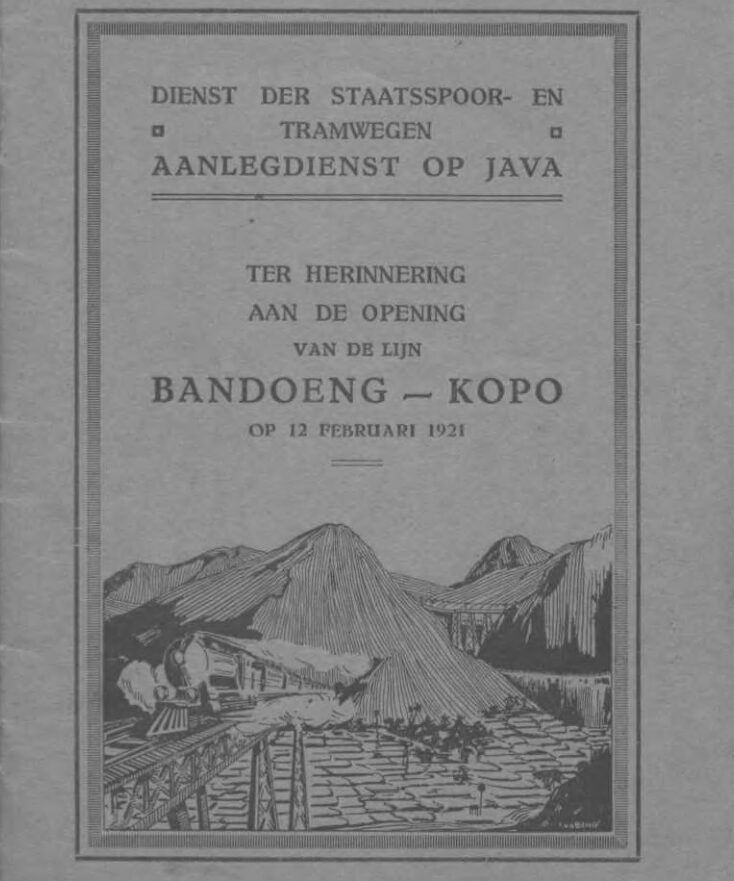 DIENST DER STAATSSPOOR- EN
TRAMWEGEN
AANLEGDIENST OP JAVA
TER HERINNERING
AAN DE OPENING
VAN DE LIJN
BANDOENG — KOPO
OP 12 FEBRUARI 1921